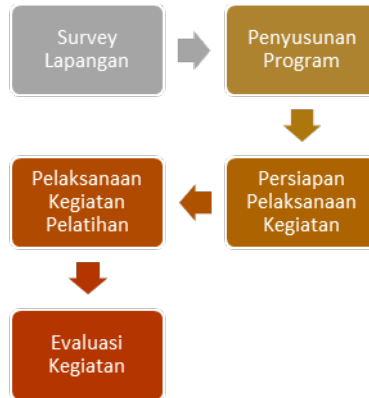 Survey
Lapangan
Penyusunan
Program
Persiapan
Pelaksanaan
Kegiatan
Pelaksanaan
Kegiatan
Pelatihan
Evaluasi
Kegiatan